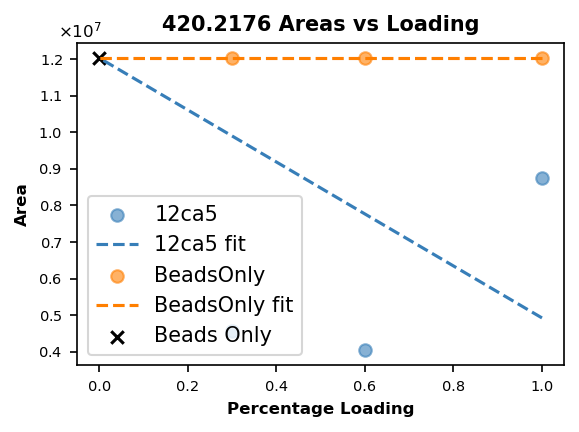 420.2176 Areas vs Loading
×10⁷
1.2
1.1
1.0
0.9
0.8
0.7
0.6
0.5
0.4
Area
12ca5
12ca5 fit
BeadsOnly
BeadsOnly fit
Beads Only
0.0 0.2 0.4 0.6 0.8 1.0
Percentage Loading